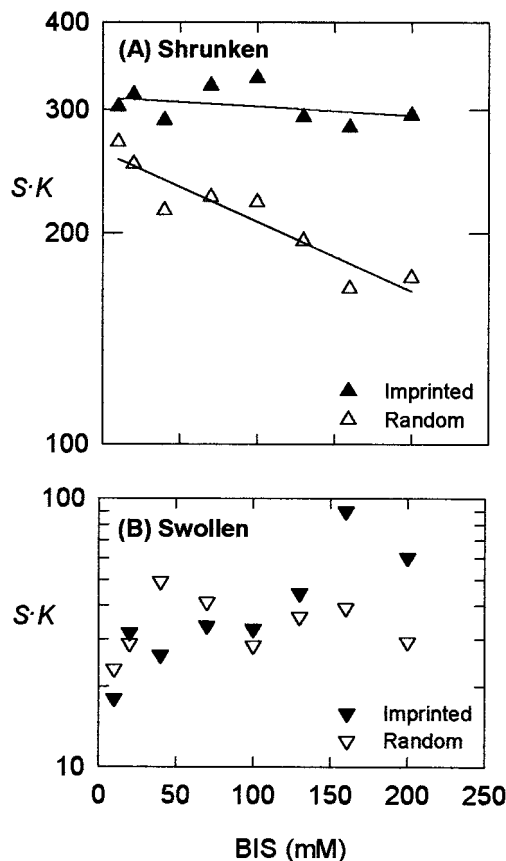 400
(A) Shrunken
300
S·K
200
▲ Imprinted
△ Random
100
100
(B) Swollen
S·K
▼ Imprinted
▽ Random
10
0 50 100 150 200 250
BIS (mM)